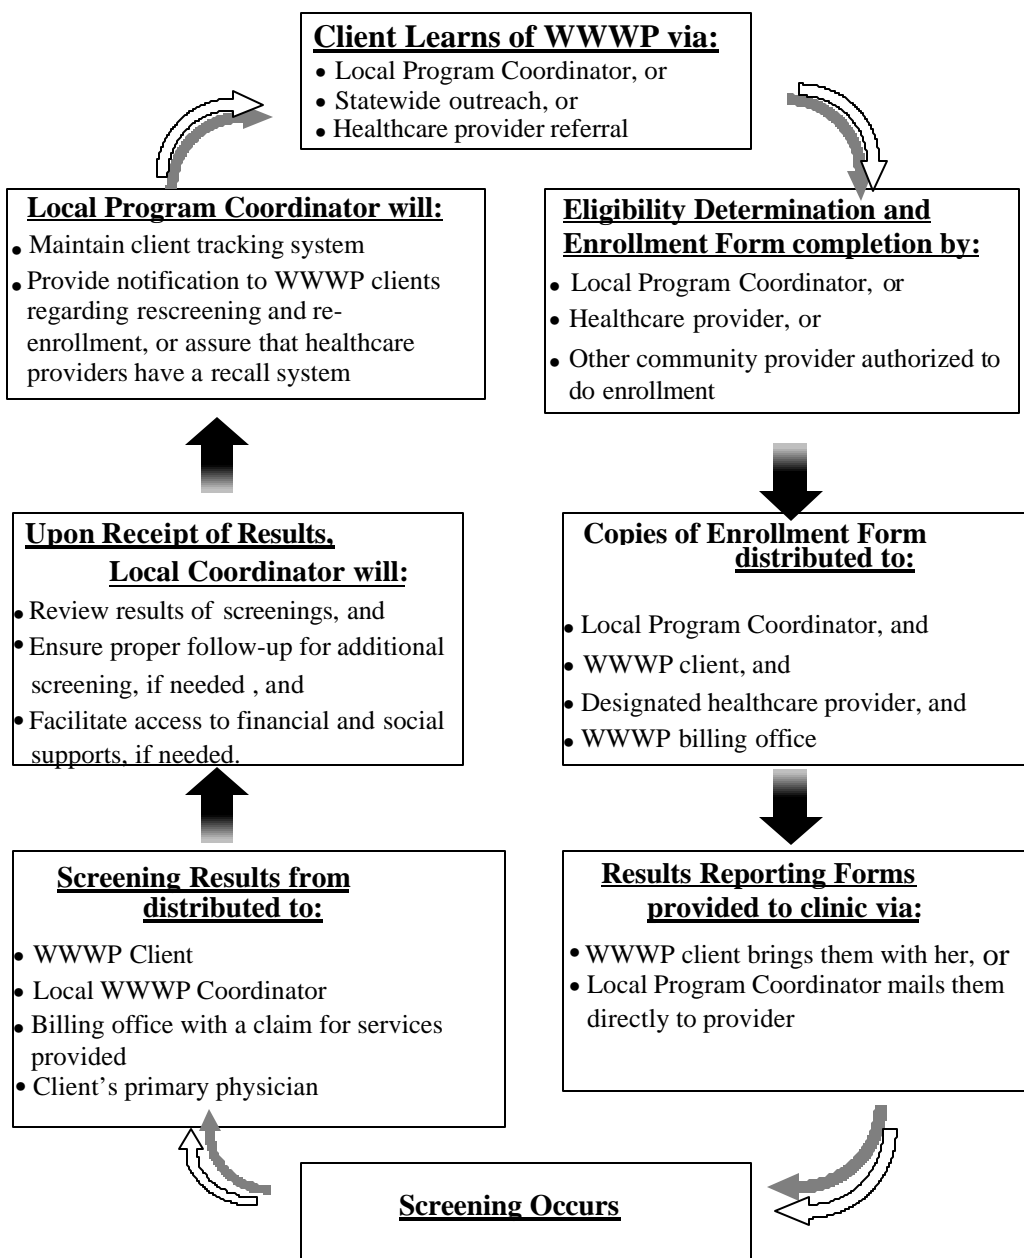 Client Learns of WWWP via:
• Local Program Coordinator, or
• Statewide outreach, or
• Healthcare provider referral
Eligibility Determination and
Enrollment Form completion by:
• Local Program Coordinator, or
• Healthcare provider, or
• Other community provider authorized to
do enrollment
Copies of Enrollment Form
distributed to:
• Local Program Coordinator, and
• WWWP client, and
• Designated healthcare provider, and
• WWWP billing office
Results Reporting Forms
provided to clinic via:
• WWWP client brings them with her, or
• Local Program Coordinator mails them
directly to provider
Screening Occurs
Screening Results from
distributed to:
• WWWP Client
• Local WWWP Coordinator
• Billing office with a claim for services
provided
• Client’s primary physician
Upon Receipt of Results,
Local Coordinator will:
• Review results of screenings, and
• Ensure proper follow-up for additional
screening, if needed , and
• Facilitate access to financial and social
supports, if needed.
Local Program Coordinator will:
• Maintain client tracking system
• Provide notification to WWWP clients
regarding rescreening and re-
enrollment, or assure that healthcare
providers have a recall system